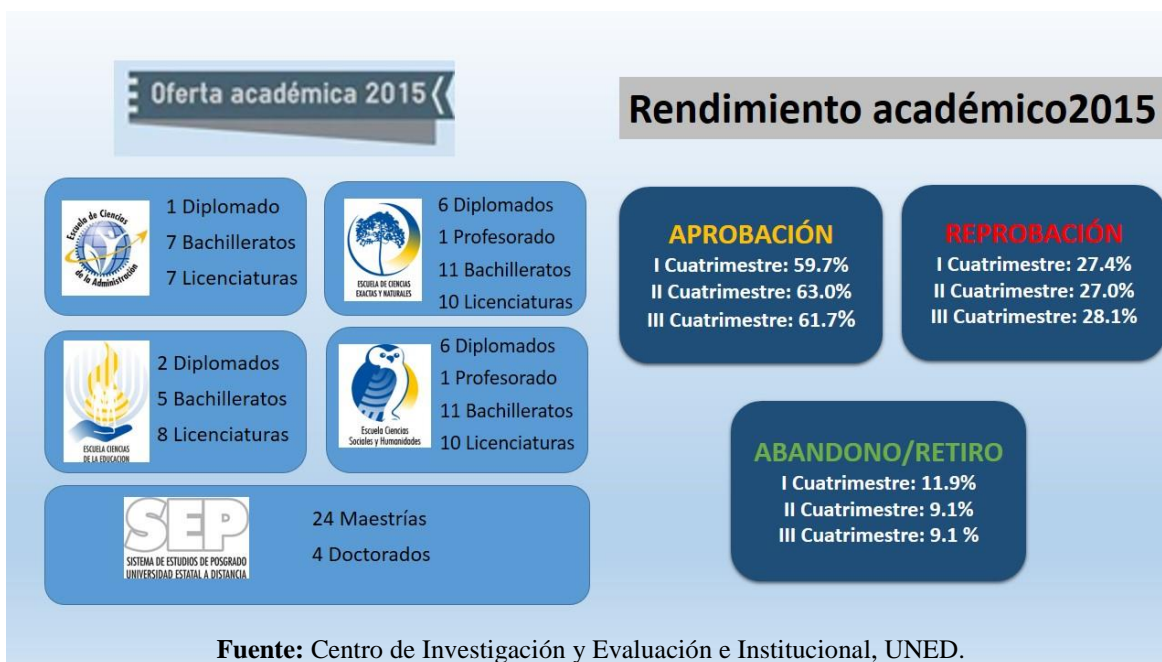 Oferta académica 2015
Rendimiento académico2015
Escuela de Ciencias
de la Administración
1 Diplomado
7 Bachilleratos
7 Licenciaturas
ESCUELA DE CIENCIAS
EXACTAS Y NATURALES
6 Diplomados
1 Profesorado
11 Bachilleratos
10 Licenciaturas
ESCUELA CIENCIAS
DE LA EDUCACION
2 Diplomados
5 Bachilleratos
8 Licenciaturas
Escuela Ciencias
Sociales y Humanidades
6 Diplomados
1 Profesorado
11 Bachilleratos
10 Licenciaturas
SEP
SISTEMA DE ESTUDIOS DE POSGRADO
UNIVERSIDAD ESTATAL A DISTANCIA
24 Maestrías
4 Doctorados
APROBACIÓN
I Cuatrimestre: 59.7%
II Cuatrimestre: 63.0%
III Cuatrimestre: 61.7%
REPROBACIÓN
I Cuatrimestre: 27.4%
II Cuatrimestre: 27.0%
III Cuatrimestre: 28.1%
ABANDONO/RETIRO
I Cuatrimestre: 11.9%
II Cuatrimestre: 9.1%
III Cuatrimestre: 9.1 %
Fuente: Centro de Investigación y Evaluación e Institucional, UNED.